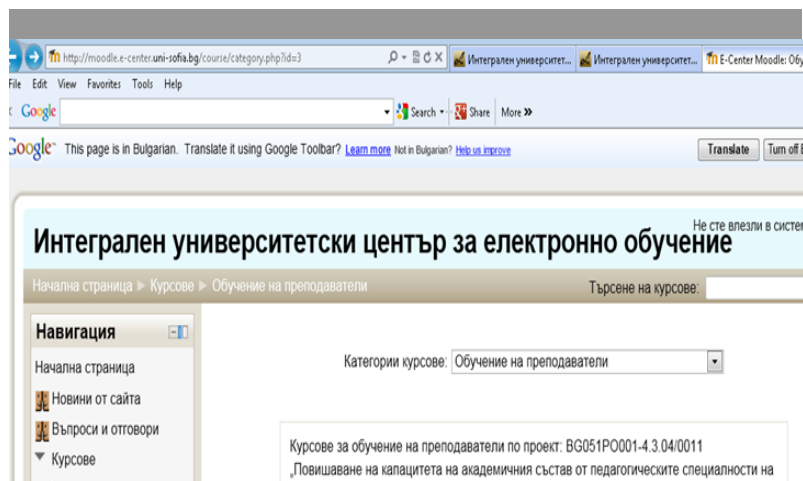 http://moodle.e-center.uni-sofia.bg/course/category.php?id=3
Интегрален университет...
Интегрален университет...
E-Center Moodle: Обу
File Edit View Favorites Tools Help
Google Search Share More »
Google This page is in Bulgarian. Translate it using Google Toolbar? Learn more Not in Bulgarian? Help us improve Translate Turn off
Не сте влезли в систем
Интегрален университетски център за електронно обучение
Начална страница ► Курсове ► Обучение на преподаватели Търсене на курсове:
Навигация
Категории курсове: Обучение на преподаватели
Начална страница
Новини от сайта
Въпроси и отговори
Курсове
Курсове за обучение на преподаватели по проект: BG051PO001-4.3.04/0011
„Повишаване на капацитета на академичния състав от педагогическите специалности на